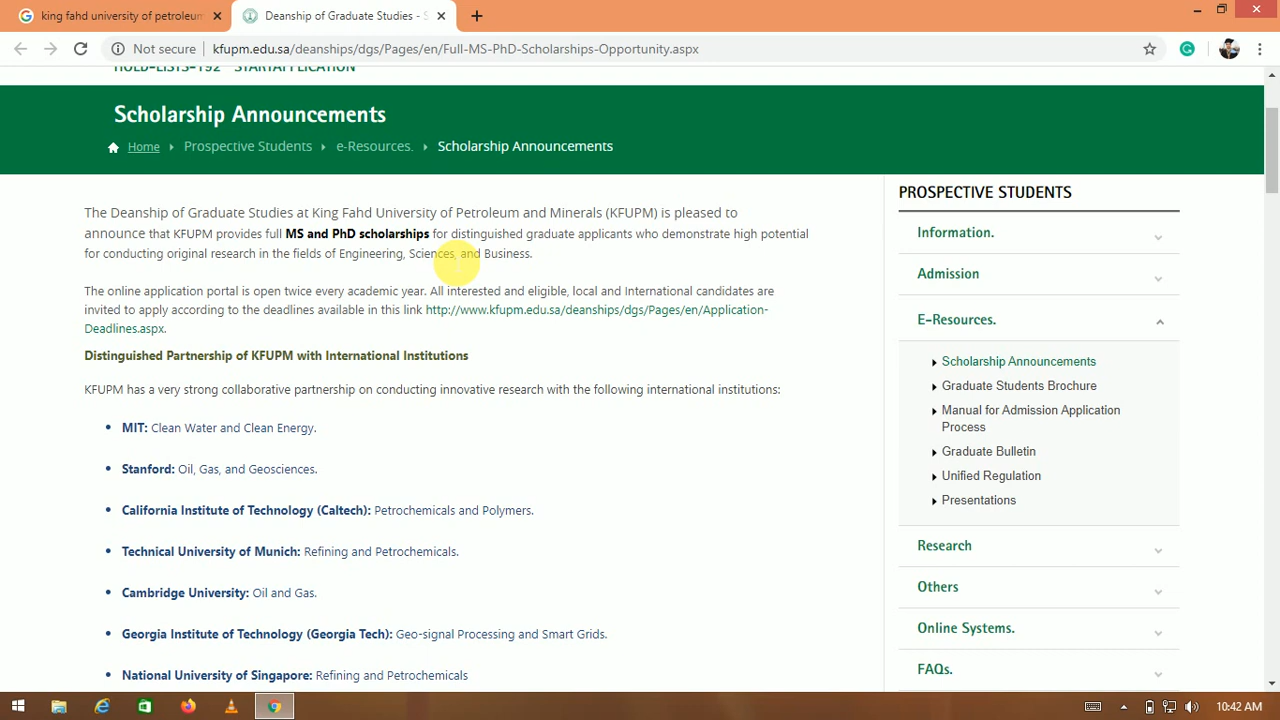 king fahd university of petroleum
Deanship of Graduate Studies - S
Not secure
kfupm.edu.sa/deanships/dgs/Pages/en/Full-MS-PhD-Scholarships-Opportunity.aspx
HOLD-LISTS-192 STARTAPPLICATION
Scholarship Announcements
Home Prospective Students e-Resources. Scholarship Announcements
The Deanship of Graduate Studies at King Fahd University of Petroleum and Minerals (KFUPM) is pleased to
announce that KFUPM provides full MS and PhD scholarships for distinguished graduate applicants who demonstrate high potential
for conducting original research in the fields of Engineering, Sciences, and Business.
The online application portal is open twice every academic year. All interested and eligible, local and International candidates are
invited to apply according to the deadlines available in this link http://www.kfupm.edu.sa/deanships/dgs/Pages/en/Application-
Deadlines.aspx.
Distinguished Partnership of KFUPM with International Institutions
KFUPM has a very strong collaborative partnership on conducting innovative research with the following international institutions:
MIT: Clean Water and Clean Energy.
Stanford: Oil, Gas, and Geosciences.
California Institute of Technology (Caltech): Petrochemicals and Polymers.
Technical University of Munich: Refining and Petrochemicals.
Cambridge University: Oil and Gas.
Georgia Institute of Technology (Georgia Tech): Geo-signal Processing and Smart Grids.
National University of Singapore: Refining and Petrochemicals
PROSPECTIVE STUDENTS
Information.
Admission
E-Resources.
Scholarship Announcements
Graduate Students Brochure
Manual for Admission Application
Process
Graduate Bulletin
Unified Regulation
Presentations
Research
Others
Online Systems.
FAQs.
10:42 AM